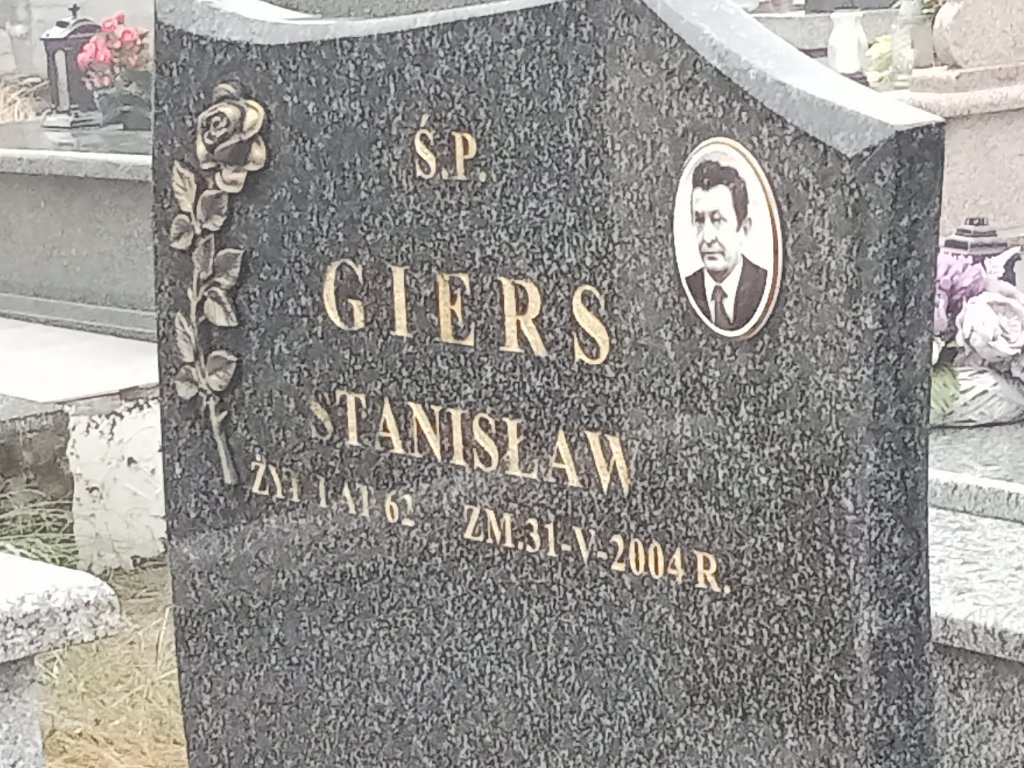 Ś.P.
GIERS
STANISŁAW
ŻYŁ LAT 62 ZM.31-V-2004 R.